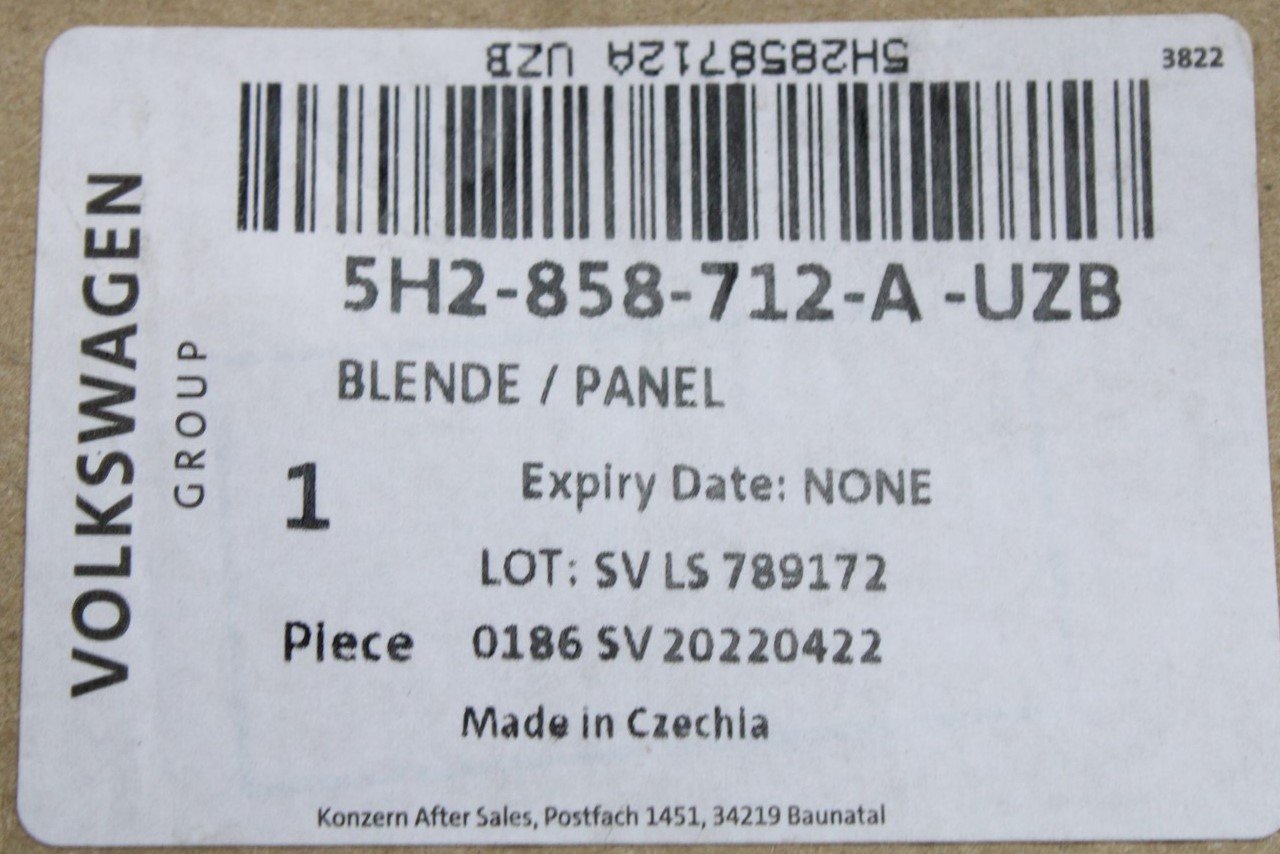 5H2858712A UZB
3822
5H2-858-712-A -UZB
VOLKSWAGEN
GROUP
BLENDE / PANEL
1
Expiry Date: NONE
LOT: SV LS 789172
Piece 0186 SV 20220422
Made in Czechia
Konzern After Sales, Postfach 1451, 34219 Baunatal